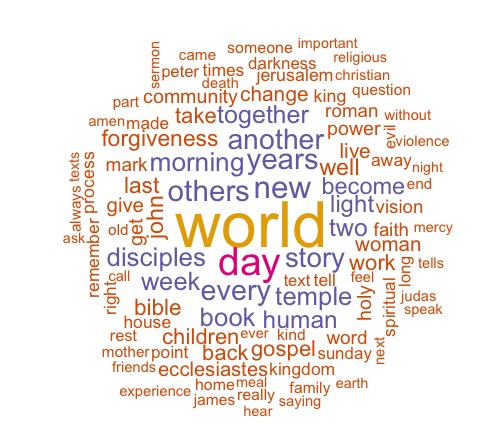 came someone important
sermon
peter times darkness religious
death jerusalem christian
community change king question
part
amen made take together roman without
forgiveness another power evil violence
mark morning years well live away night
always texts process last others new become end
give john world light vision
ask remember old get two faith mercy
disciples day story woman
right call week every text tell work feel long tells
bible temple holy spiritual judas
house book human speak
rest children ever kind word next
mother point back gospel sunday
friends ecclesiastes kingdom
experience home meal family earth
james really saying
hear